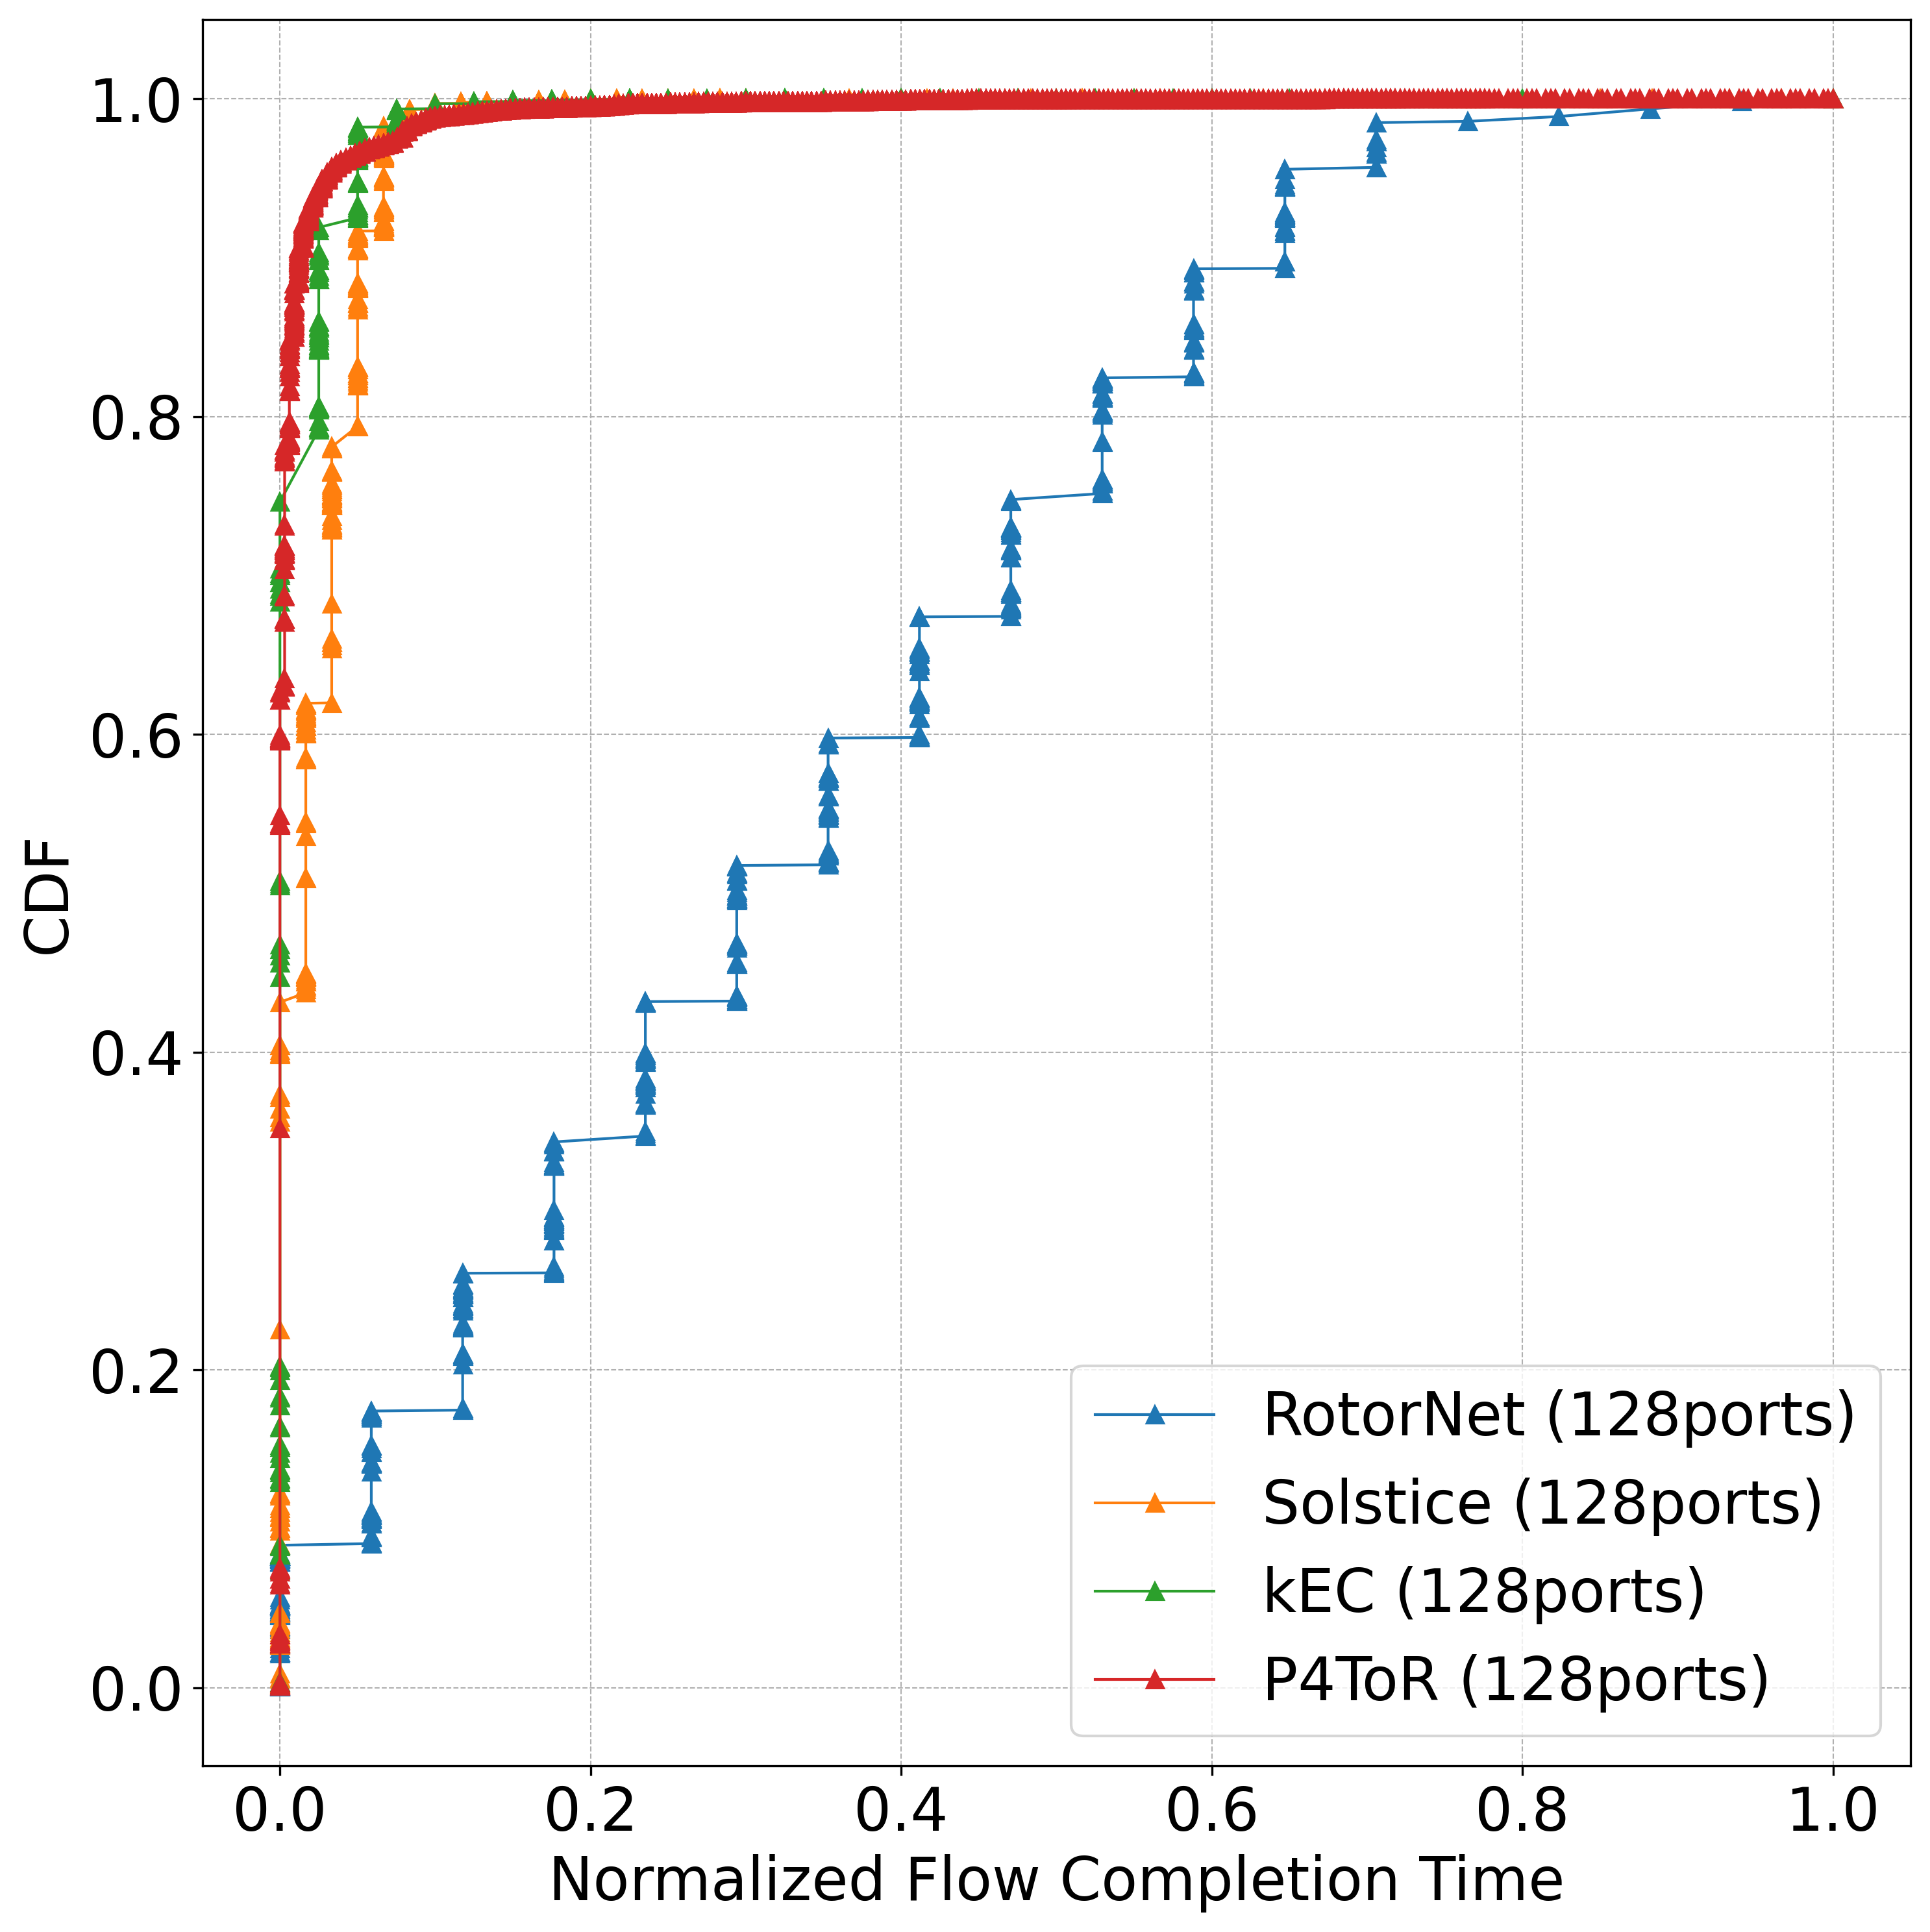 1.0
0.8
0.6
0.4
0.2
0.0
CDF
0.0 0.2 0.4 0.6 0.8 1.0
Normalized Flow Completion Time
RotorNet (128ports)
Solstice (128ports)
kEC (128ports)
P4ToR (128ports)